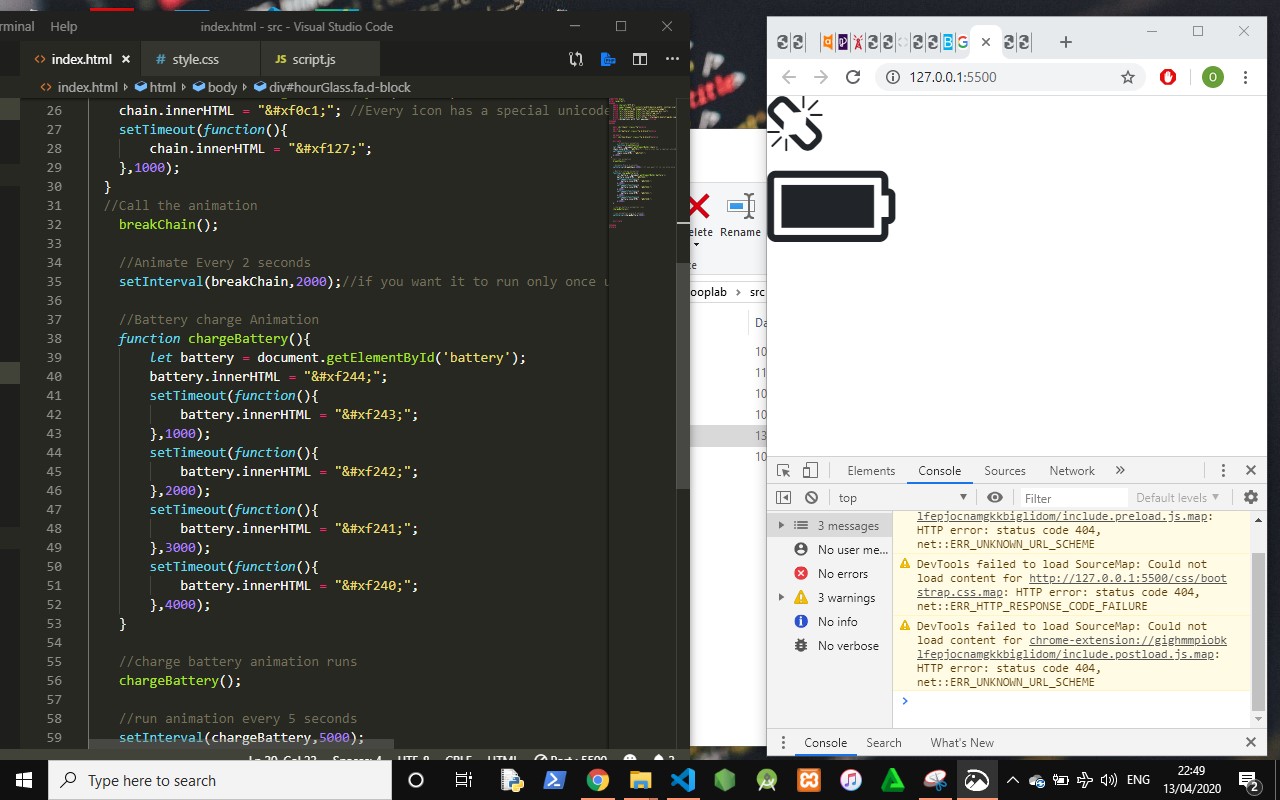 rminal Help index.html - src - Visual Studio Code
index.html style.css script.js
index.html html body div#hourGlass.fa.d-block
26 chain.innerHTML = "&#xf0c1;"; //Every icon has a special unicode
27 setTimeout(function(){
28 chain.innerHTML = "&#xf127;";
29 },1000);
30 }
31 //Call the animation
32 breakChain();
33
34 //Animate Every 2 seconds
35 setInterval(breakChain,2000);//if you want it to run only once u
36
37 //Battery charge Animation
38 function chargeBattery(){
39 let battery = document.getElementById('battery');
40 battery.innerHTML = "&#xf244;";
41 setTimeout(function(){
42 battery.innerHTML = "&#xf243;";
43 },1000);
44 setTimeout(function(){
45 battery.innerHTML = "&#xf242;";
46 },2000);
47 setTimeout(function(){
48 battery.innerHTML = "&#xf241;";
49 },3000);
50 setTimeout(function(){
51 battery.innerHTML = "&#xf240;";
52 },4000);
53 }
54
55 //charge battery animation runs
56 chargeBattery();
57
58 //run animation every 5 seconds
59 setInterval(chargeBattery,5000);
elete Rename
ooplab src
Da
10
11
10
10
13
10
127.0.0.1:5500
O
Elements Console Sources Network
top Filter Default levels
3 messages
No user me...
No errors
3 warnings
No info
No verbose
lfepjocnamgkkbiglidom/include.preload.js.map:
HTTP error: status code 404,
net::ERR_UNKNOWN_URL_SCHEME
DevTools failed to load SourceMap: Could not
load content for http://127.0.0.1:5500/css/boot
strap.css.map: HTTP error: status code 404,
net::ERR_HTTP_RESPONSE_CODE_FAILURE
DevTools failed to load SourceMap: Could not
load content for chrome-extension://gighmmpiobk
lfepjocnamgkkbiglidom/include.postload.js.map:
HTTP error: status code 404,
net::ERR_UNKNOWN_URL_SCHEME
Console Search What's New
Type here to search
ENG
22:49
13/04/2020
2